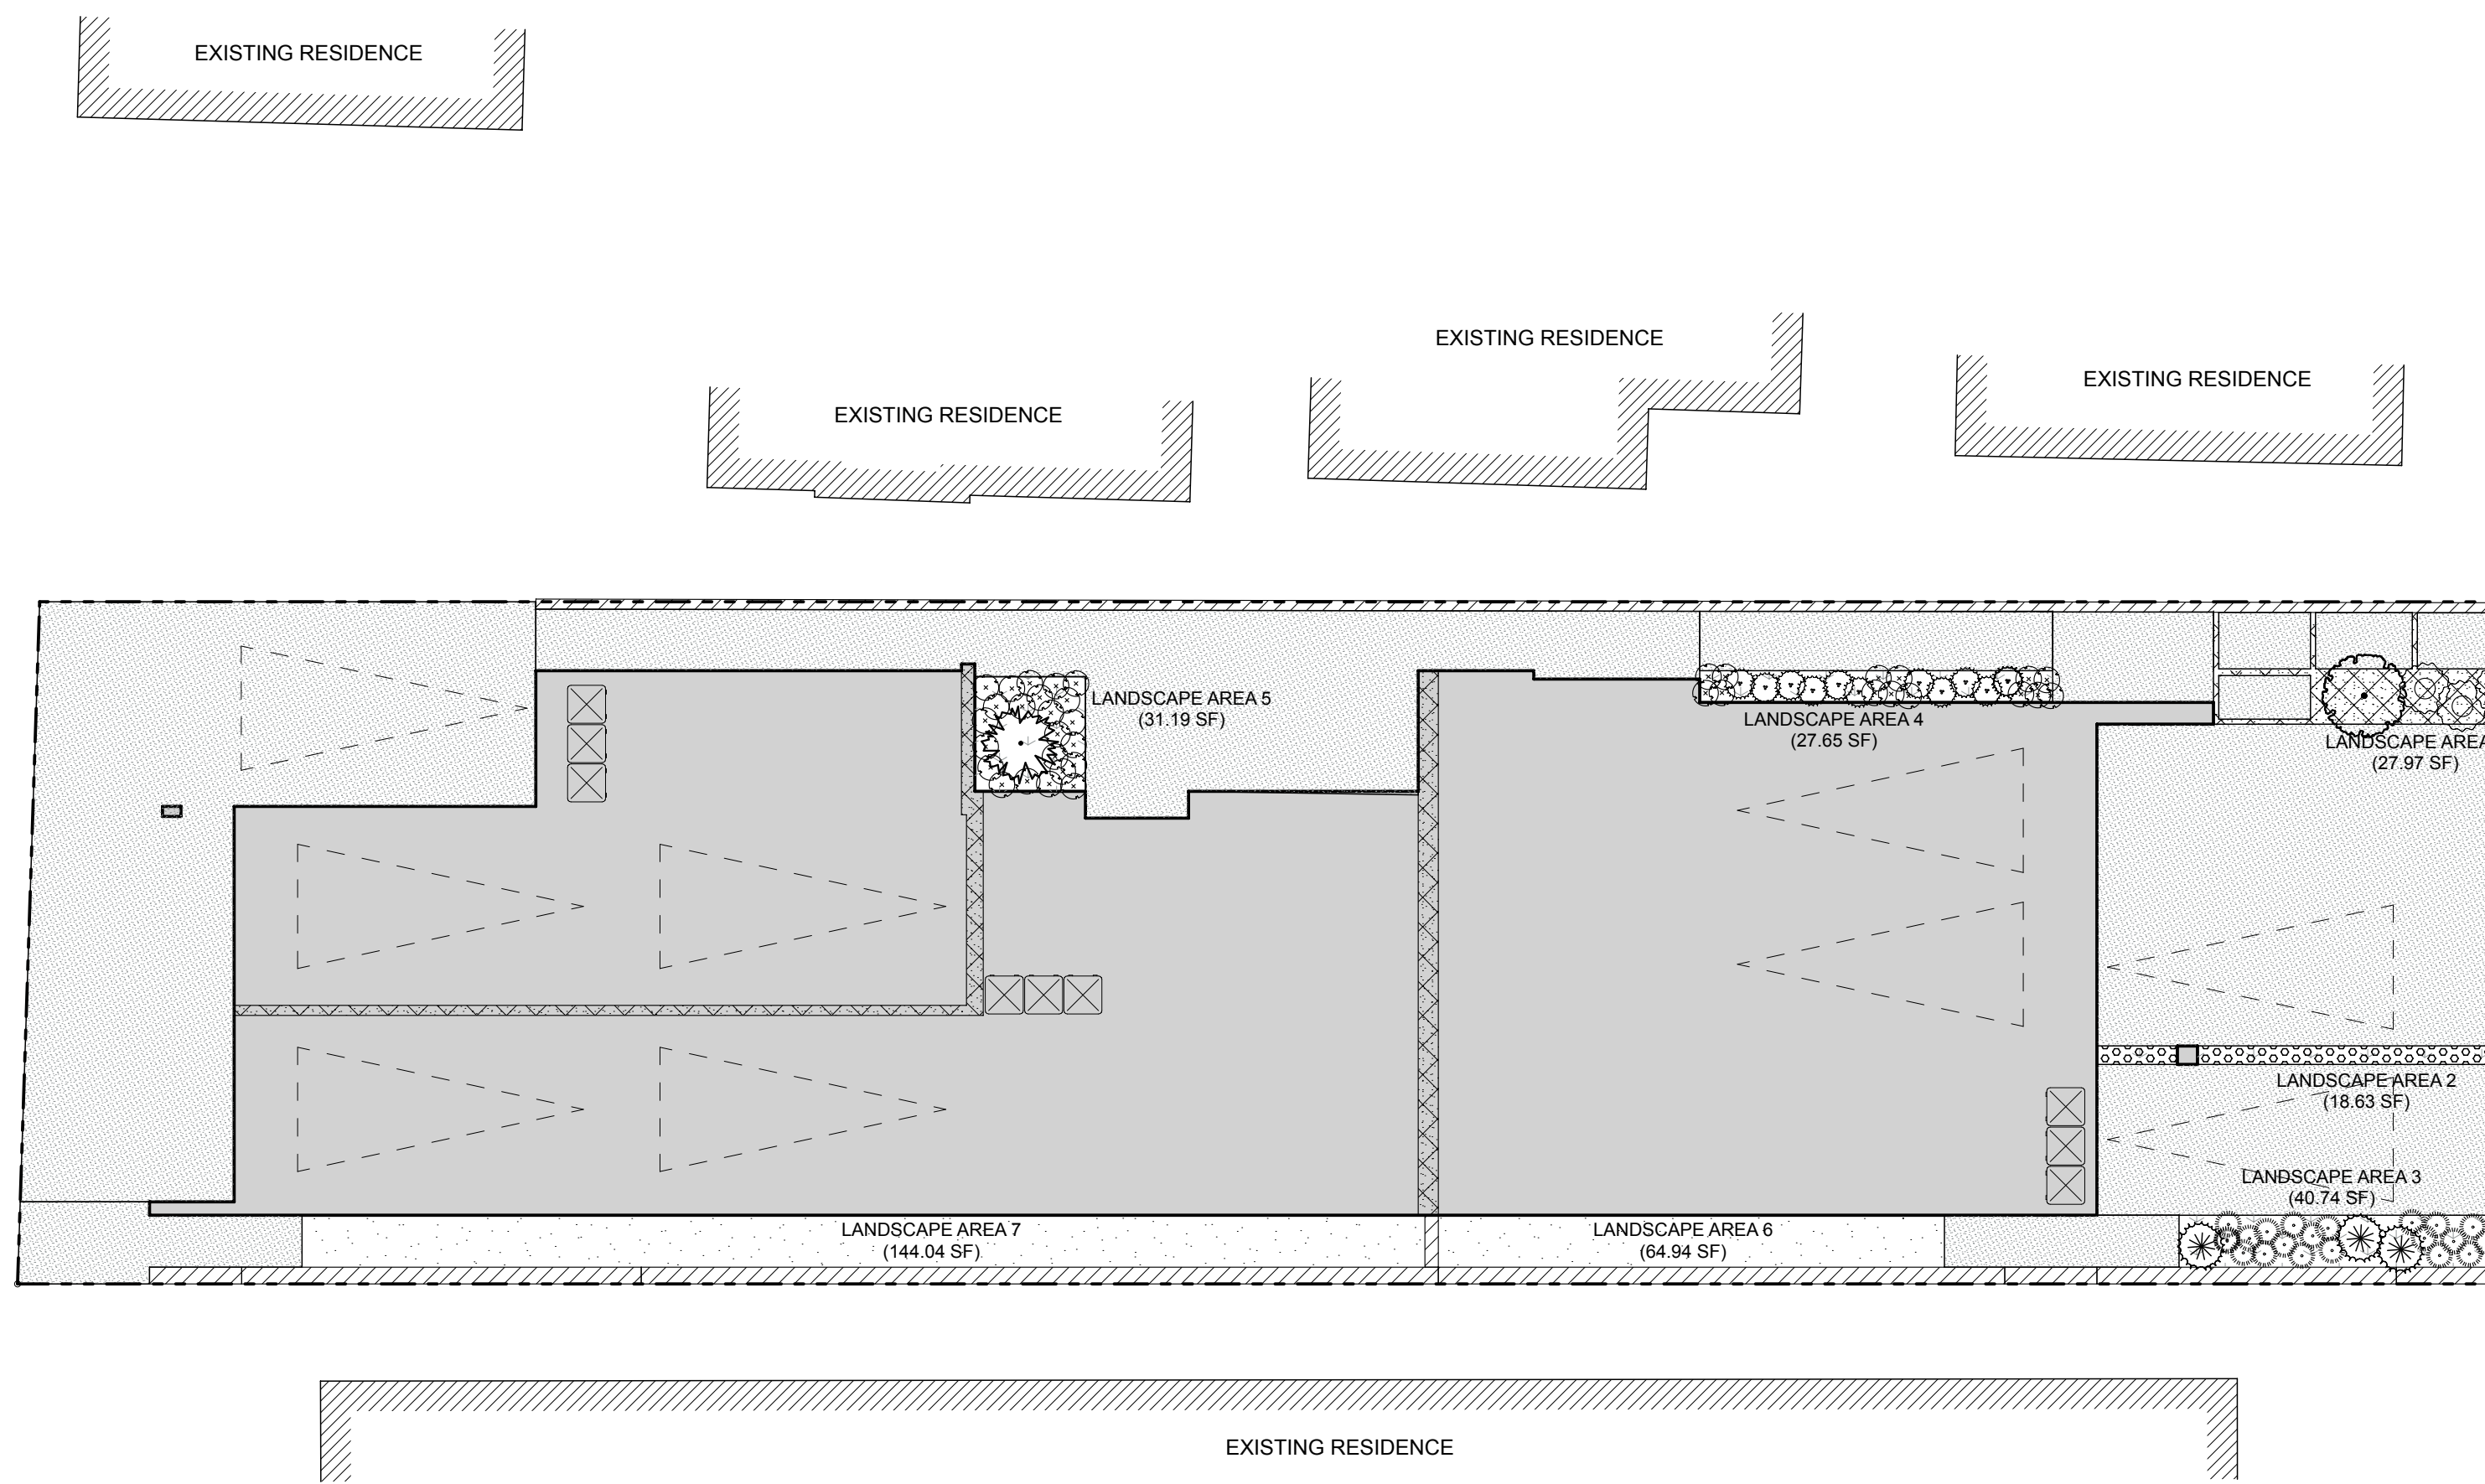 EXISTING RESIDENCE
EXISTING RESIDENCE
EXISTING RESIDENCE
EXISTING RESIDENCE
LANDSCAPE AREA 5
(31.19 SF)
LANDSCAPE AREA 4
(27.65 SF)
LANDSCAPE AREA
(27.97 SF)
LANDSCAPE AREA 2
(18.63 SF)
LANDSCAPE AREA 3
(40.74 SF)
LANDSCAPE AREA 7
(144.04 SF)
LANDSCAPE AREA 6
(64.94 SF)
EXISTING RESIDENCE